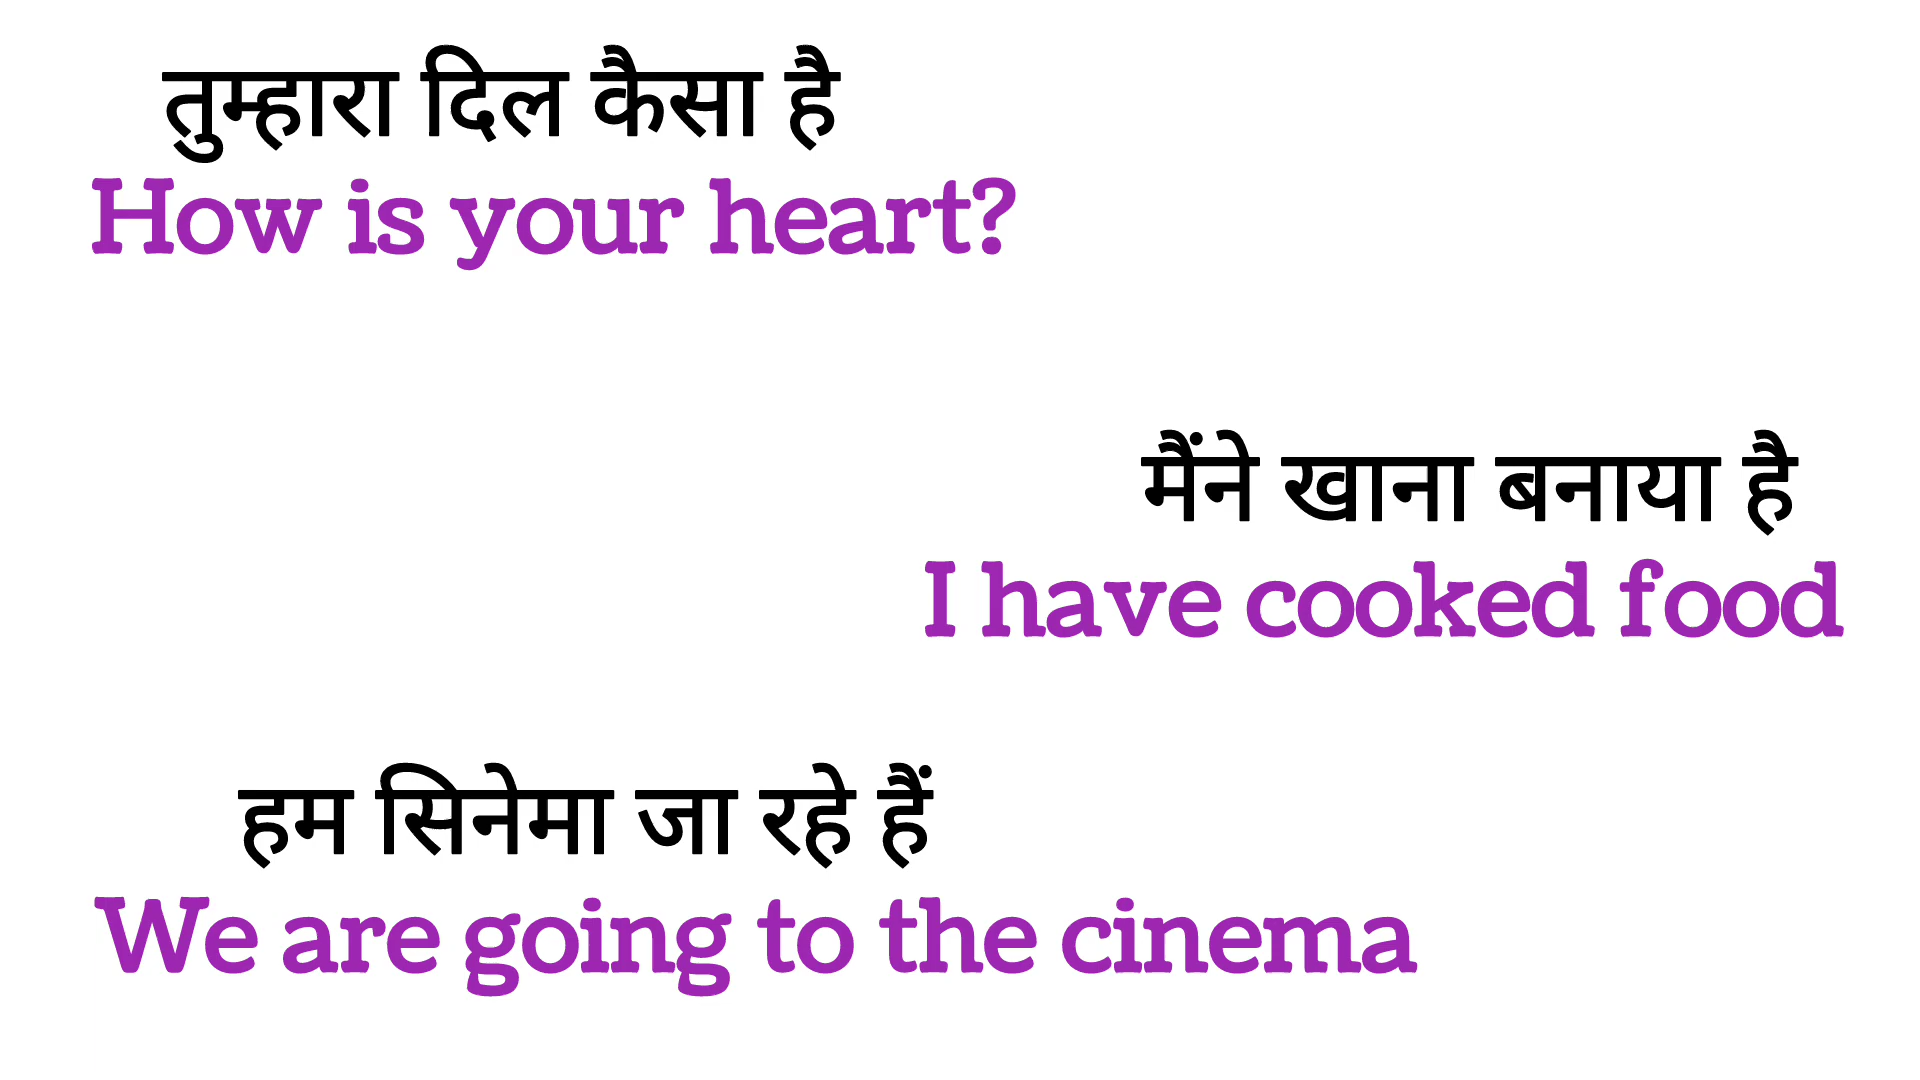 तुम्हारा दिल कैसा है
How is your heart?
मैंने खाना बनाया है
I have cooked food
हम सिनेमा जा रहे हैं
We are going to the cinema